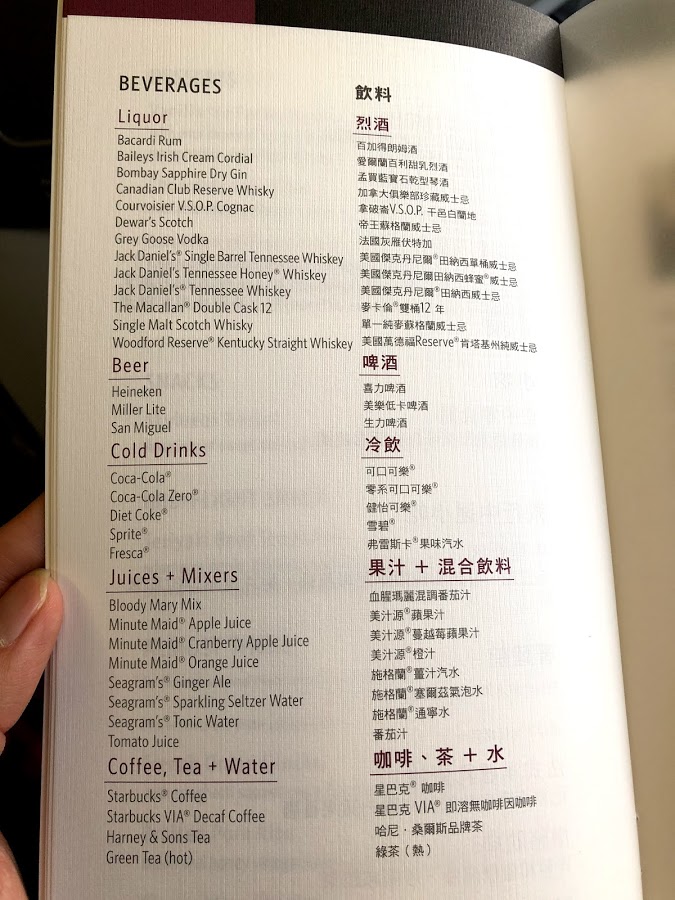 BEVERAGES
Liquor
Bacardi Rum
Baileys Irish Cream Cordial
Bombay Sapphire Dry Gin
Canadian Club Reserve Whisky
Courvoisier V.S.O.P. Cognac
Dewar's Scotch
Grey Goose Vodka
Jack Daniel's® Single Barrel Tennessee Whiskey
Jack Daniel's Tennessee Honey® Whiskey
Jack Daniel's® Tennessee Whiskey
The Macallan® Double Cask 12
Single Malt Scotch Whisky
Woodford Reserve® Kentucky Straight Whiskey
Beer
Heineken
Miller Lite
San Miguel
Cold Drinks
Coca-Cola®
Coca-Cola Zero®
Diet Coke®
Sprite®
Fresca®
Juices + Mixers
Bloody Mary Mix
Minute Maid® Apple Juice
Minute Maid® Cranberry Apple Juice
Minute Maid® Orange Juice
Seagram's® Ginger Ale
Seagram's® Sparkling Seltzer Water
Seagram's® Tonic Water
Tomato Juice
Coffee, Tea + Water
Starbucks® Coffee
Starbucks VIA® Decaf Coffee
Harney & Sons Tea
Green Tea (hot)
飲料
烈酒
百加得朗姆酒
愛爾蘭百利甜乳烈酒
孟買藍寶石乾型琴酒
加拿大俱樂部珍藏威士忌
拿破崙V.S.O.P. 干邑白蘭地
帝王蘇格蘭威士忌
法國灰雁伏特加
美國傑克丹尼爾®田納西單桶威士忌
美國傑克丹尼爾田納西蜂蜜®威士忌
美國傑克丹尼爾®田納西威士忌
麥卡倫®雙桶12 年
單一純麥蘇格蘭威士忌
美國萬德福Reserve®肯塔基州純威士忌
啤酒
喜力啤酒
美樂低卡啤酒
生力啤酒
冷飲
可口可樂®
零系可口可樂®
健怡可樂®
雪碧®
弗雷斯卡®果味汽水
果汁 + 混合飲料
血腥瑪麗混調番茄汁
美汁源®蘋果汁
美汁源®蔓越莓蘋果汁
美汁源®橙汁
施格蘭®薑汁汽水
施格蘭®塞爾茲氣泡水
施格蘭®通寧水
番茄汁
咖啡、茶 + 水
星巴克® 咖啡
星巴克 VIA® 即溶無咖啡因咖啡
哈尼·桑爾斯品牌茶
綠茶（熱）